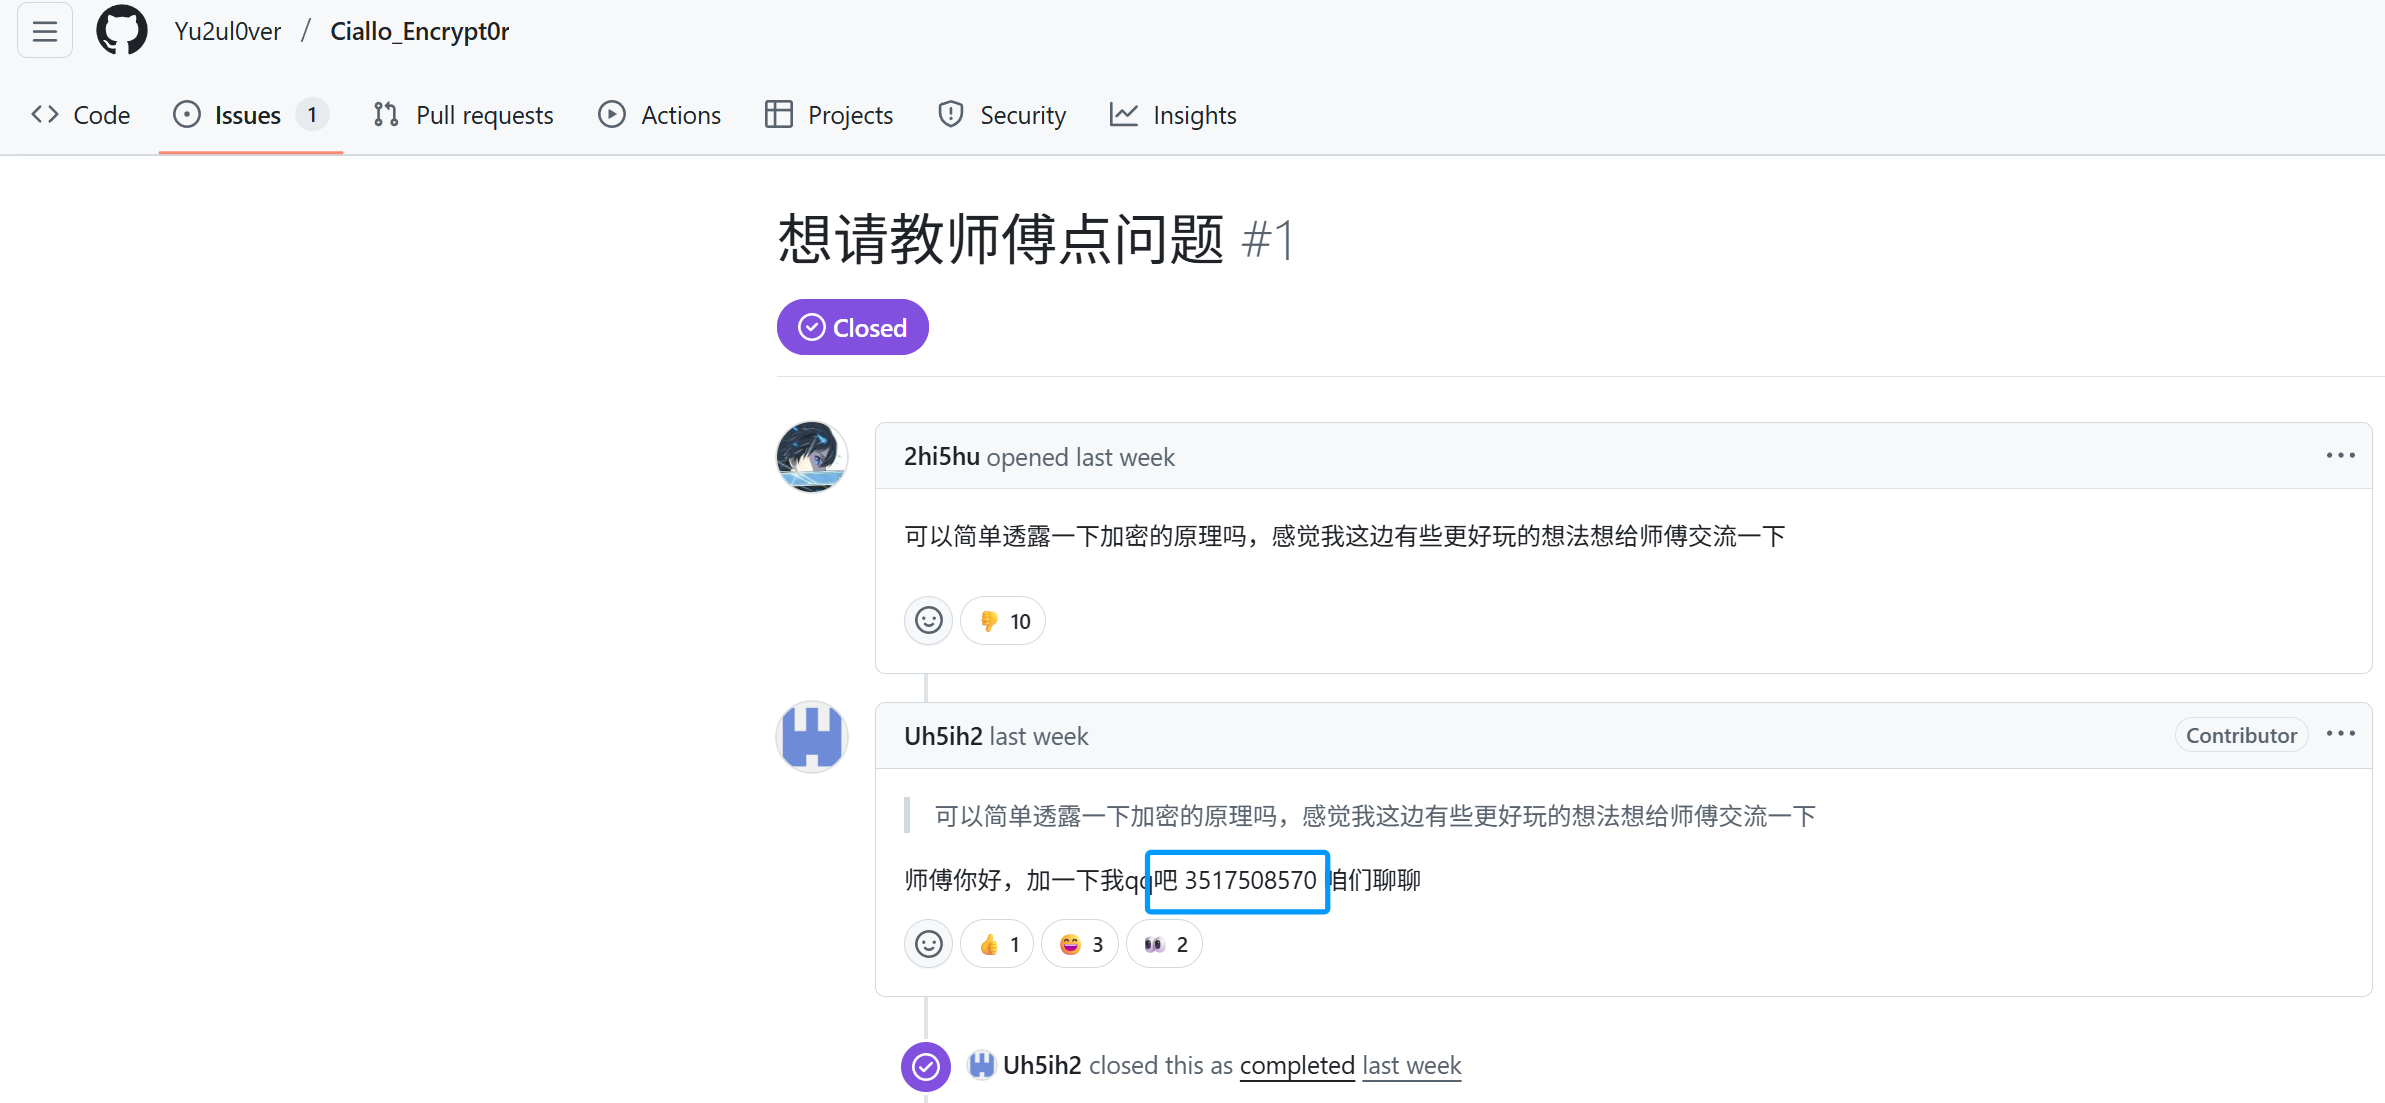 Yu2ul0ver / Ciallo_Encrypt0r
Code Issues 1 Pull requests Actions Projects Security Insights
想请教师傅点问题 #1
Closed
2hi5hu opened last week
可以简单透露一下加密的原理吗，感觉我这边有些更好玩的想法想给师傅交流一下
10
Uh5ih2 last week Contributor
可以简单透露一下加密的原理吗，感觉我这边有些更好玩的想法想给师傅交流一下
师傅你好，加一下我qq吧 3517508570 咱们聊聊
1 3 2
Uh5ih2 closed this as completed last week